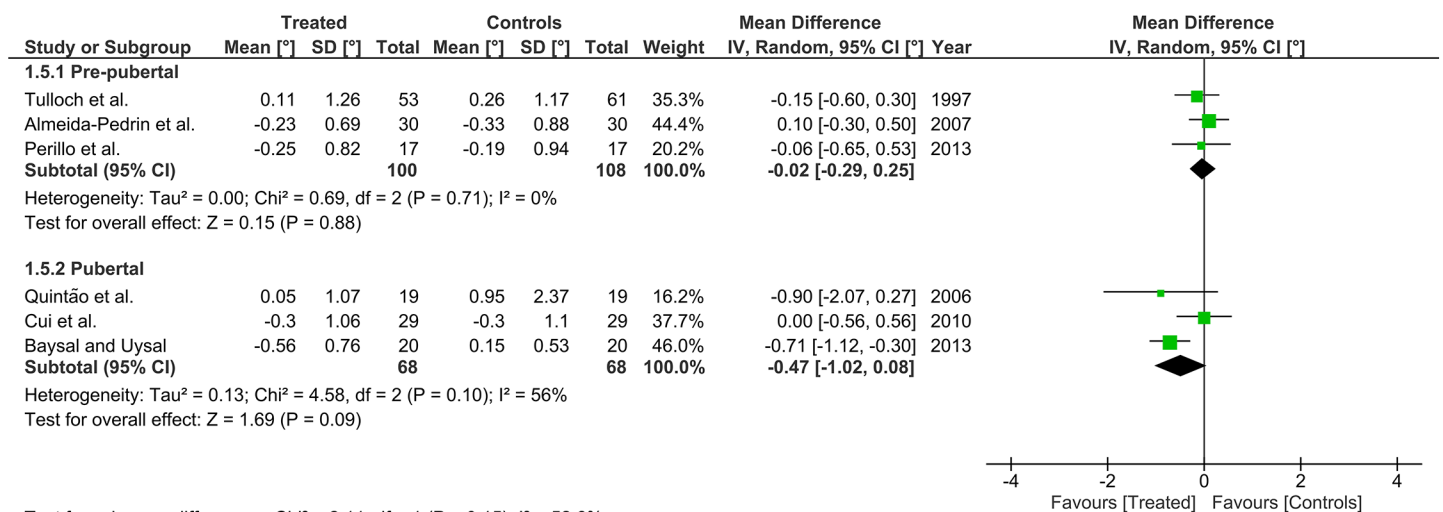 Treated Controls Mean Difference Mean Difference
Study or Subgroup Mean [°] SD [°] Total Mean [°] SD [°] Total Weight IV, Random, 95% CI [°] Year IV, Random, 95% CI [°]
1.5.1 Pre-pubertal
Tulloch et al. 0.11 1.26 53 0.26 1.17 61 35.3% -0.15 [-0.60, 0.30] 1997
Almeida-Pedrin et al. -0.23 0.69 30 -0.33 0.88 30 44.4% 0.10 [-0.30, 0.50] 2007
Perillo et al. -0.25 0.82 17 -0.19 0.94 17 20.2% -0.06 [-0.65, 0.53] 2013
Subtotal (95% CI) 100 108 100.0% -0.02 [-0.29, 0.25]
Heterogeneity: Tau² = 0.00; Chi² = 0.69, df = 2 (P = 0.71); I² = 0%
Test for overall effect: Z = 0.15 (P = 0.88)
1.5.2 Pubertal
Quintão et al. 0.05 1.07 19 0.95 2.37 19 16.2% -0.90 [-2.07, 0.27] 2006
Cui et al. -0.3 1.06 29 -0.3 1.1 29 37.7% 0.00 [-0.56, 0.56] 2010
Baysal and Uysal -0.56 0.76 20 0.15 0.53 20 46.0% -0.71 [-1.12, -0.30] 2013
Subtotal (95% CI) 68 68 100.0% -0.47 [-1.02, 0.08]
Heterogeneity: Tau² = 0.13; Chi² = 4.58, df = 2 (P = 0.10); I² = 56%
Test for overall effect: Z = 1.69 (P = 0.09)
-4 -2 0 2 4
Favours [Treated] Favours [Controls]